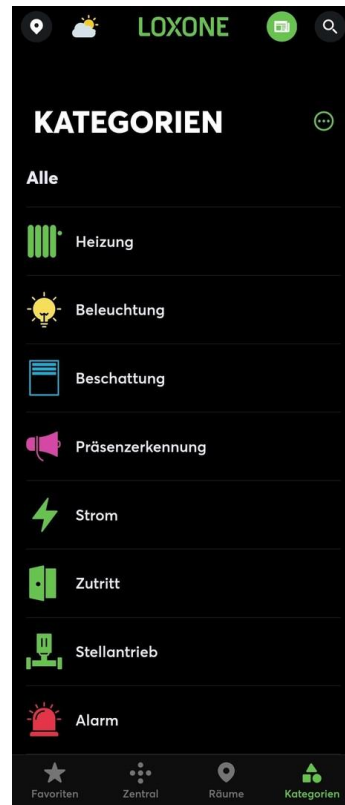 LOXONE
KATEGORIEN
Alle
Heizung
Beleuchtung
Beschattung
Präsenzerkennung
Strom
Zutritt
Stellantrieb
Alarm
Favoriten Zentral Räume Kategorien